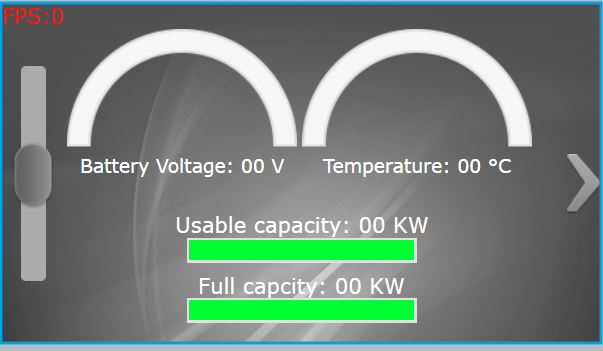 FPS:0
Battery Voltage: 00 V
Temperature: 00 °C
Usable capacity: 00 KW
Full capcity: 00 KW